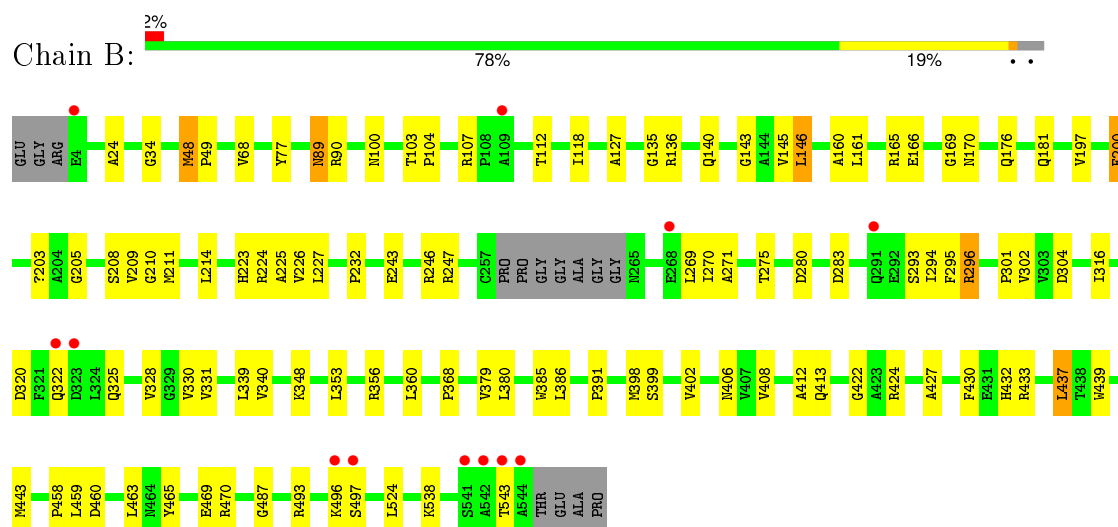 2%
Chain B:
78% 19% • •
GLU GLY ARG E4 A24 G34 M48 P49 V68 Y77 N89 R90 N100 T103 P104 R107 P108 A109 T112 I118 A127 G135 R136 Q140 G143 A144 V145 L146 A160 L161 R165 E166 G169 N170 Q176 Q181 V197
?203 A204 G205 S208 V209 G210 M211 L214 H223 R224 A225 V226 L227 P232 E243 R246 R247 C257 PRO PRO GLY GLY ALA GLY GLY N265 E268 L269 I270 A271 T275 D280 D283 Q291 E292 S293 I294 F295 R296 P301 V302 V303 D304 I316
D320 F321 Q322 D323 L324 Q325 V328 G329 V330 V331 L339 V340 K348 L353 R356 L360 P368 V379 L380 W385 L386 P391 M398 S399 V402 N406 V407 V408 A412 Q413 G422 A423 R424 A427 F430 E431 H432 R433 L437 T438 W439
M443 P458 L459 D460 L463 N464 Y465 E469 R470 G487 R493 K496 S497 L524 K538 S541 A542 T543 A544 THR GLU ALA PRO